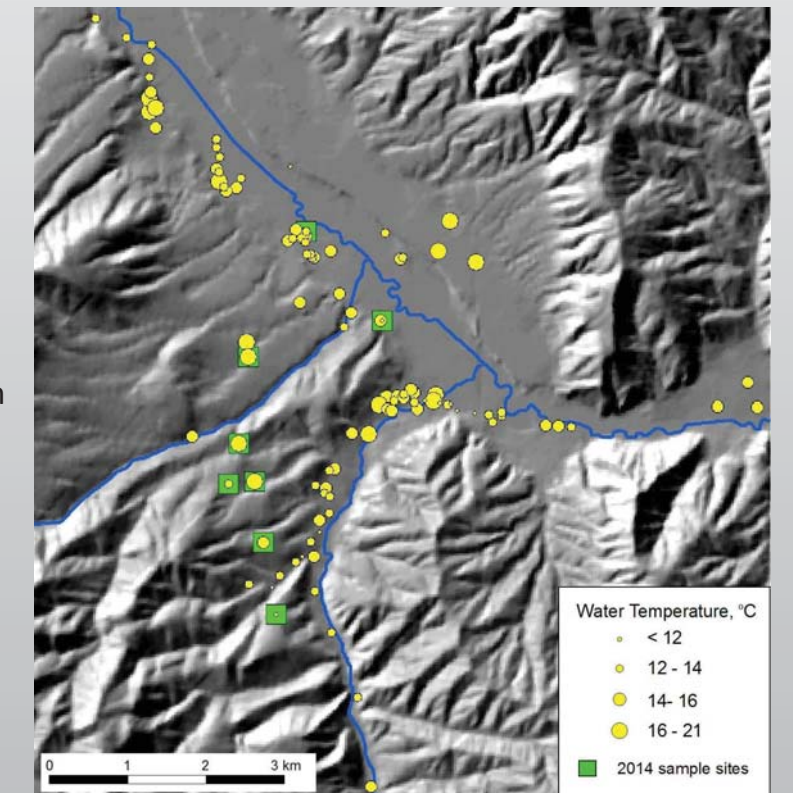 n
0 1 2 3 km
Water Temperature, °C
< 12
12 - 14
14- 16
16 - 21
2014 sample sites